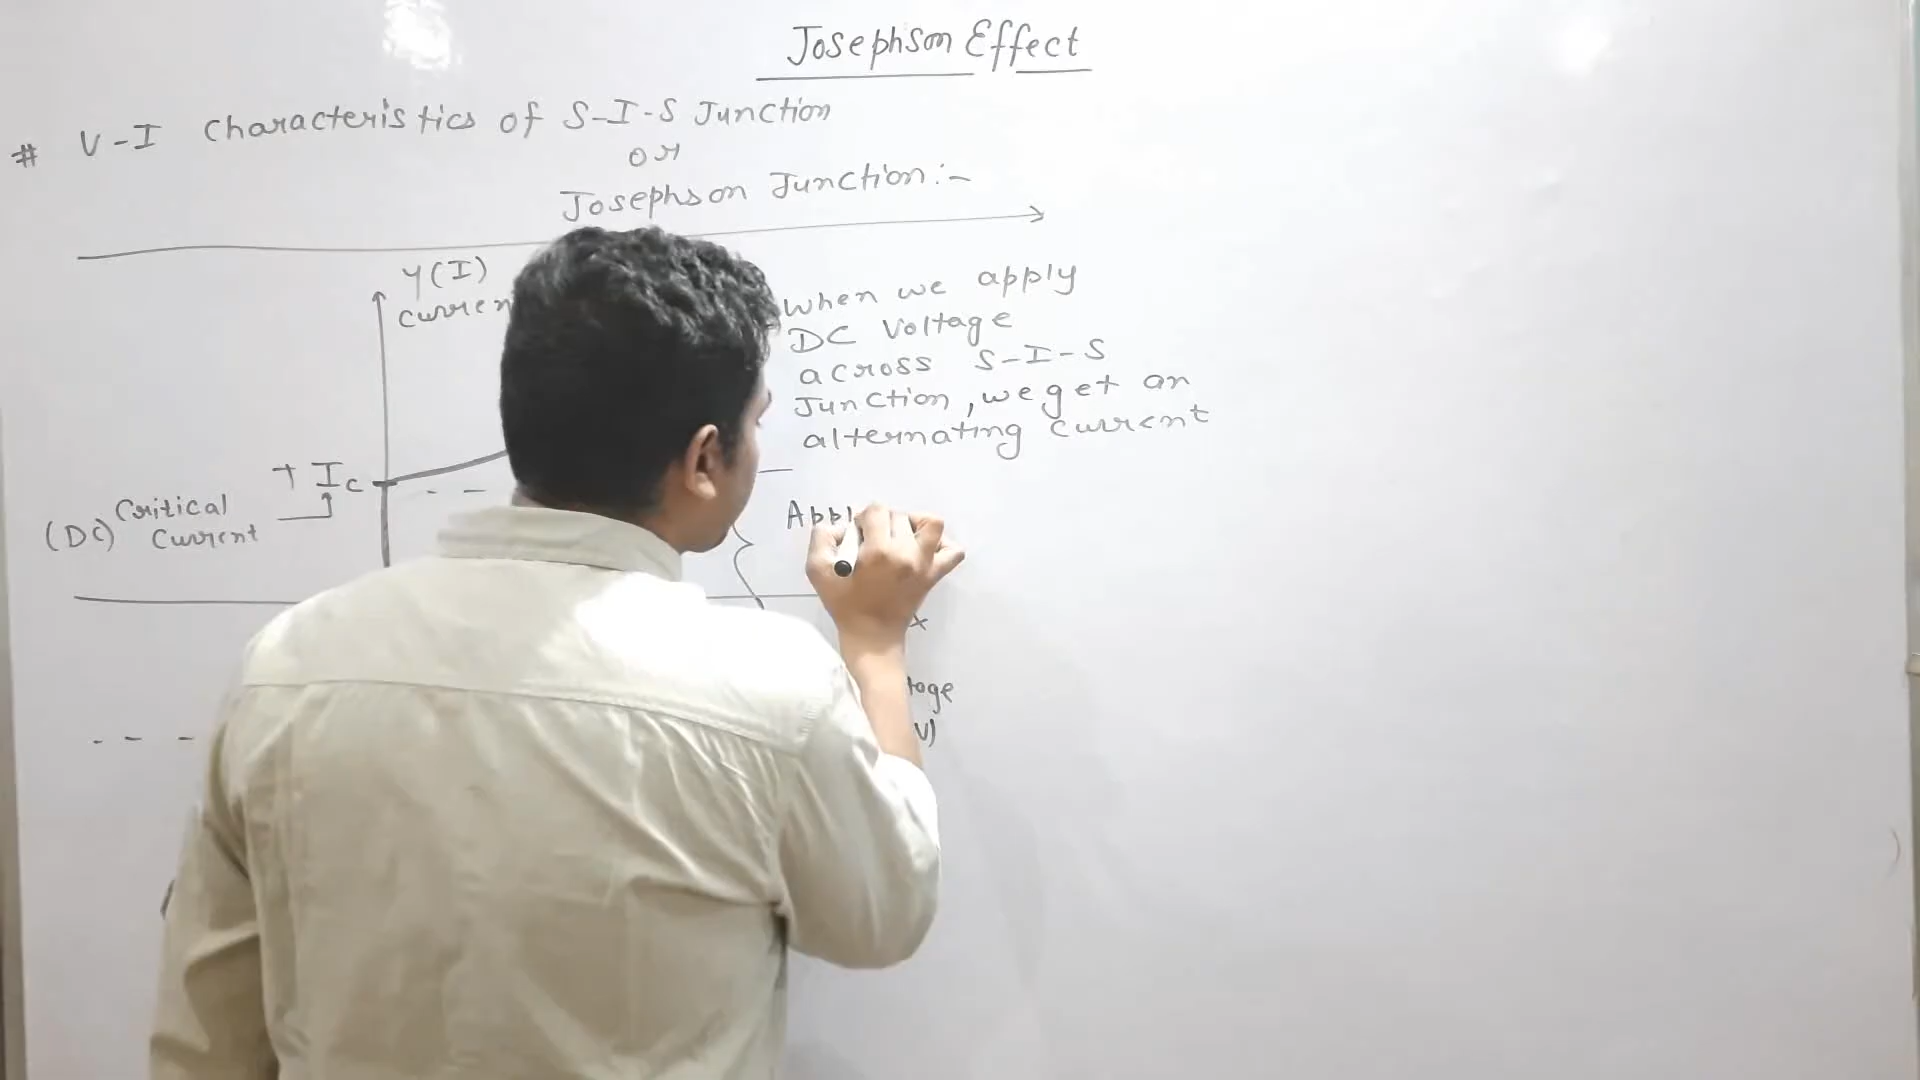 Josephson Effect
# V-I Characteristics of S-I-S Junction
or
Josephson Junction:-
Y(I)
When we apply
DC Voltage
across S-I-S
Junction, we get an
alternating current
+ Ic
(DC) Critical
Current
x